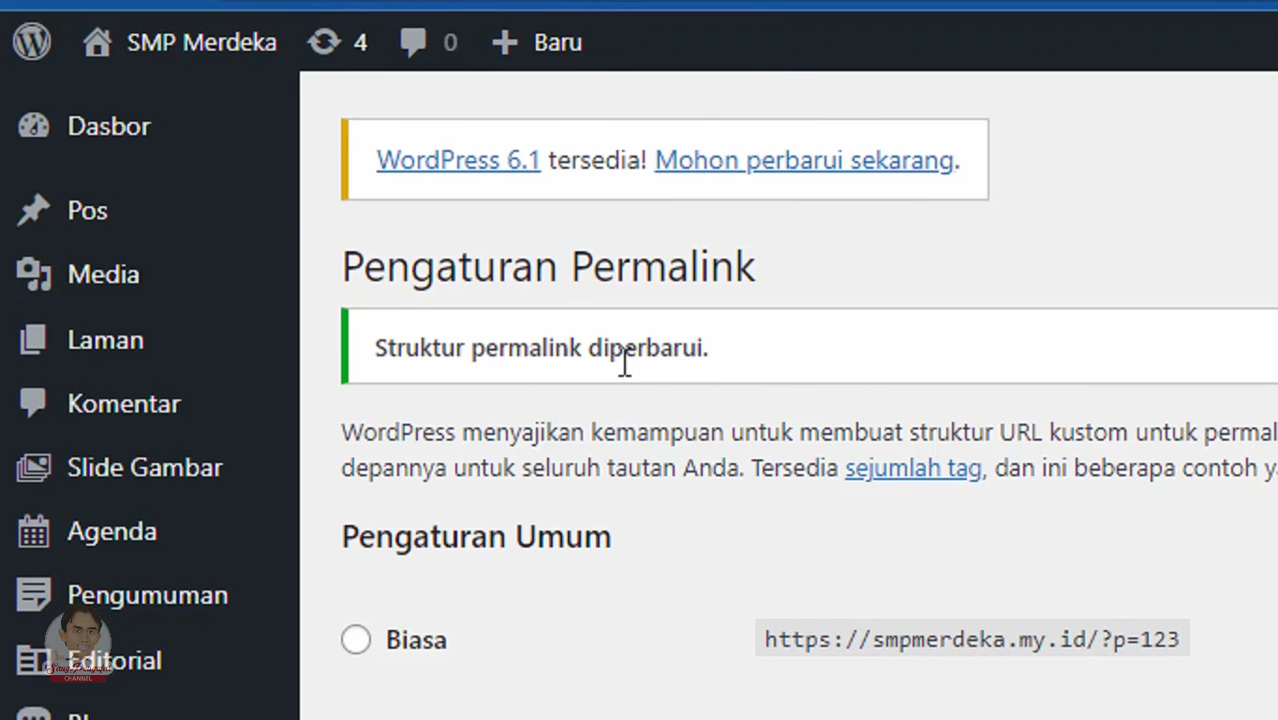 SMP Merdeka 4 0 Baru
Dasbor
WordPress 6.1 tersedia! Mohon perbarui sekarang.
Pos
Pengaturan Permalink
Media
Laman
Struktur permalink diperbarui.
Komentar
WordPress menyajikan kemampuan untuk membuat struktur URL kustom untuk
depannya untuk seluruh tautan Anda. Tersedia sejumlah tag, dan ini beberapa contoh
Slide Gambar
Agenda
Pengaturan Umum
Pengumuman
Biasa https://smpmerdeka.my.id/?p=123
Editorial
CHANNEL